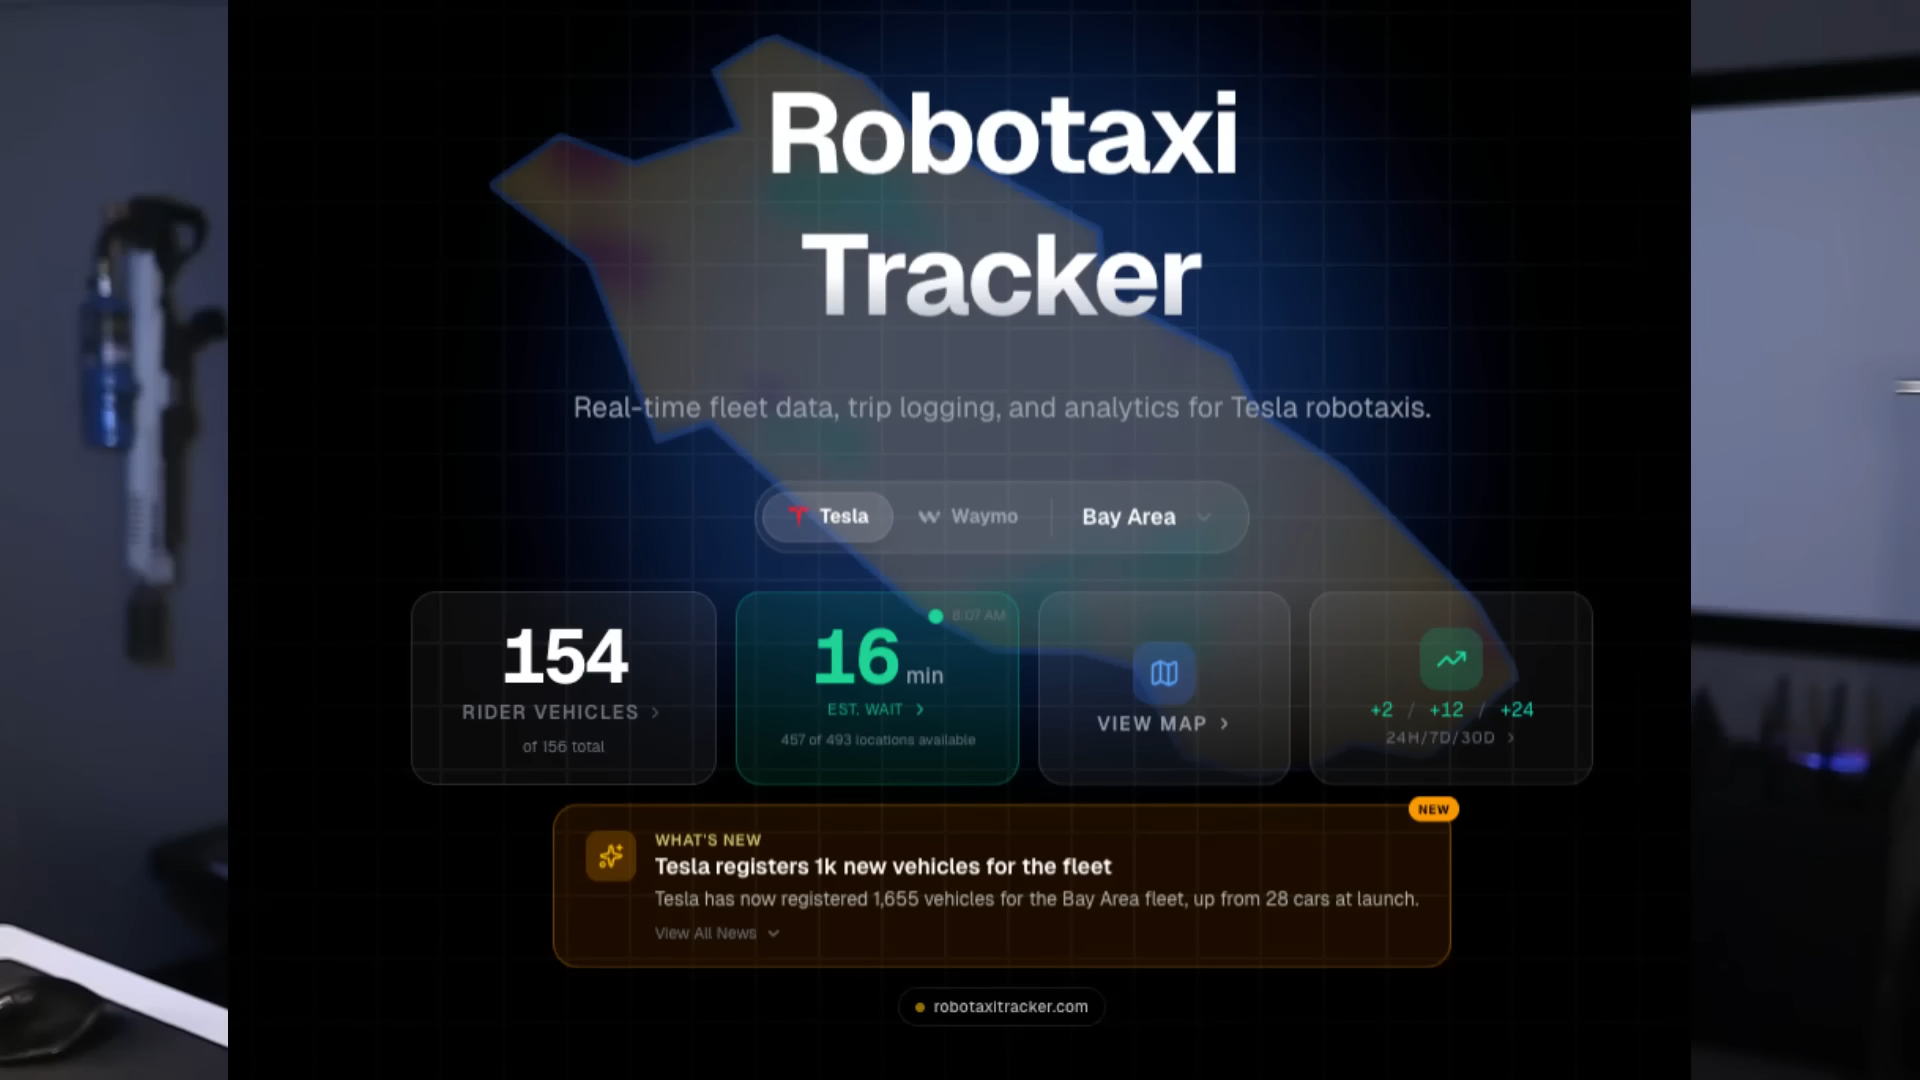 Robotaxi
Tracker
Real-time fleet data, trip logging, and analytics for Tesla robotaxis.
Tesla Waymo Bay Area
154
RIDER VEHICLES
of 156 total
8:07 AM
16 min
EST. WAIT
457 of 493 locations available
VIEW MAP
+2 / +12 / +24
24H/7D/30D
NEW
WHAT'S NEW
Tesla registers 1k new vehicles for the fleet
Tesla has now registered 1,655 vehicles for the Bay Area fleet, up from 28 cars at launch.
View All News
robotaxitracker.com